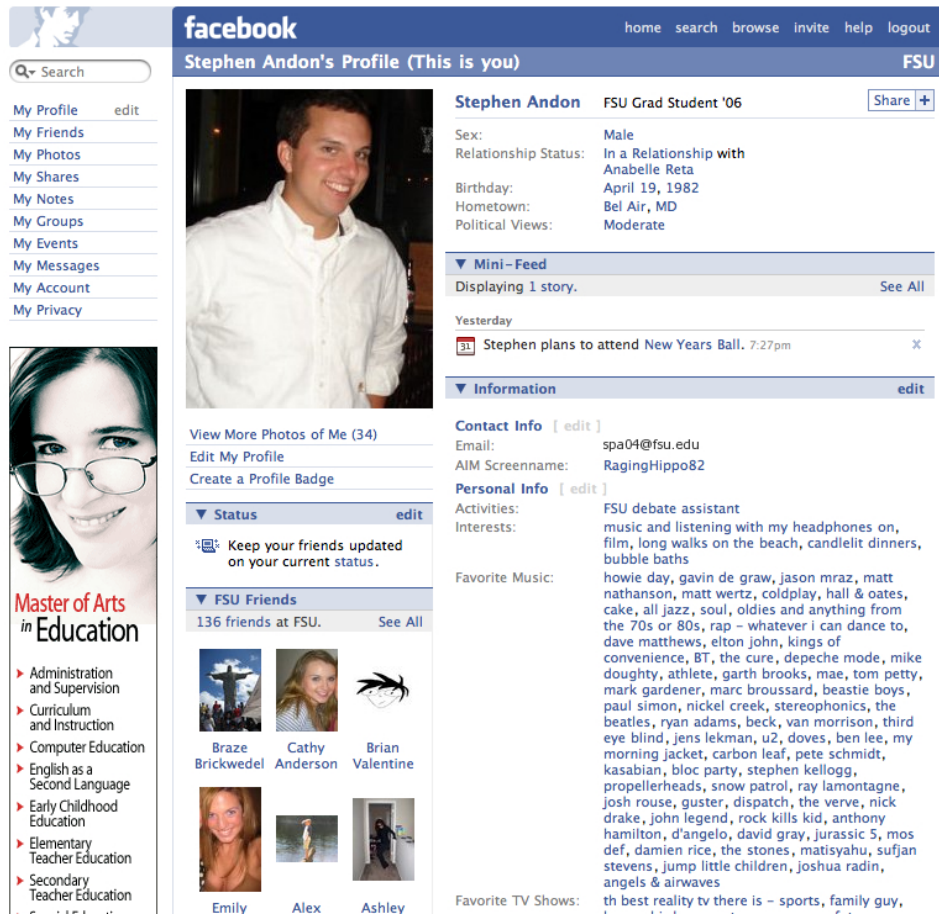 facebook
home search browse invite help logout
Stephen Andon's Profile (This is you)
FSU
Search
My Profile edit
My Friends
My Photos
My Shares
My Notes
My Groups
My Events
My Messages
My Account
My Privacy
Master of Arts
in Education
Administration
and Supervision
Curriculum
and Instruction
Computer Education
English as a
Second Language
Early Childhood
Education
Elementary
Teacher Education
Secondary
Teacher Education
View More Photos of Me (34)
Edit My Profile
Create a Profile Badge
Status edit
Keep your friends updated
on your current status.
FSU Friends
136 friends at FSU. See All
Braze
Brickwedel
Cathy
Anderson
Brian
Valentine
Emily
Alex
Ashley
Stephen Andon FSU Grad Student '06
Share +
Sex: Male
Relationship Status: In a Relationship with
Anabelle Reta
Birthday: April 19, 1982
Hometown: Bel Air, MD
Political Views: Moderate
Mini-Feed
Displaying 1 story. See All
Yesterday
31 Stephen plans to attend New Years Ball. 7:27pm x
Information edit
Contact Info [ edit ]
Email: spa04@fsu.edu
AIM Screenname: RagingHippo82
Personal Info [ edit ]
Activities: FSU debate assistant
Interests: music and listening with my headphones on,
film, long walks on the beach, candlelit dinners,
bubble baths
Favorite Music: howie day, gavin de graw, jason mraz, matt
nathanson, matt wertz, coldplay, hall & oates,
cake, all jazz, soul, oldies and anything from
the 70s or 80s, rap - whatever i can dance to,
dave matthews, elton john, kings of
convenience, BT, the cure, depeche mode, mike
doughty, athlete, garth brooks, mae, tom petty,
mark gardener, marc broussard, beastie boys,
paul simon, nickel creek, stereophonics, the
beatles, ryan adams, beck, van morrison, third
eye blind, jens lekman, u2, doves, ben lee, my
morning jacket, carbon leaf, pete schmidt,
kasabian, bloc party, stephen kellogg,
propellerheads, snow patrol, ray lamontagne,
josh rouse, guster, dispatch, the verve, nick
drake, john legend, rock kills kid, anthony
hamilton, d'angelo, david gray, jurassic 5, mos
def, damien rice, the stones, matisyahu, sufjan
stevens, jump little children, joshua radin,
angels & airwaves
Favorite TV Shows: th best reality tv there is - sports, family guy,